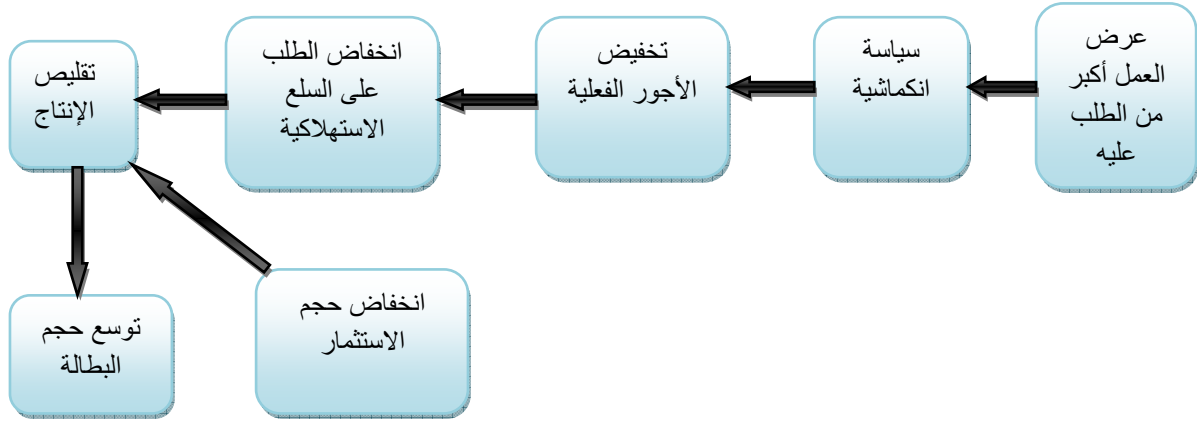 عرض
العمل أكبر
من الطلب
عليه
سياسة
انكماشية
تخفيض
الأجور الفعلية
انخفاض الطلب
على السلع
الاستهلاكية
تقليص
الإنتاج
انخفاض حجم
الاستثمار
توسع حجم
البطالة